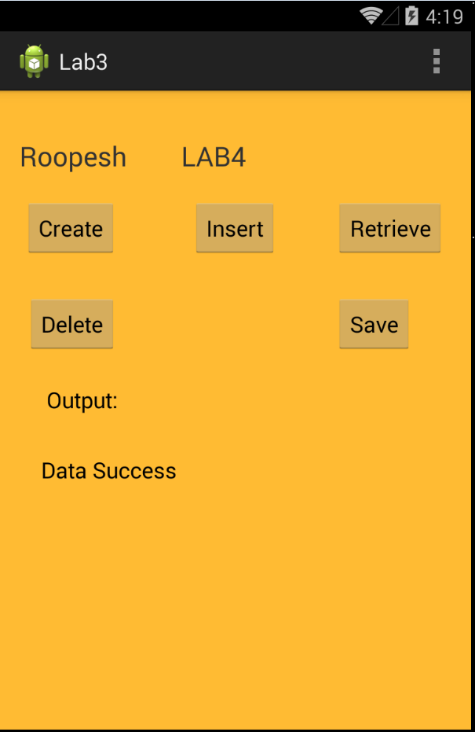 4:19
Lab3
Roopesh LAB4
Create Insert Retrieve
Delete Save
Output:
Data Success